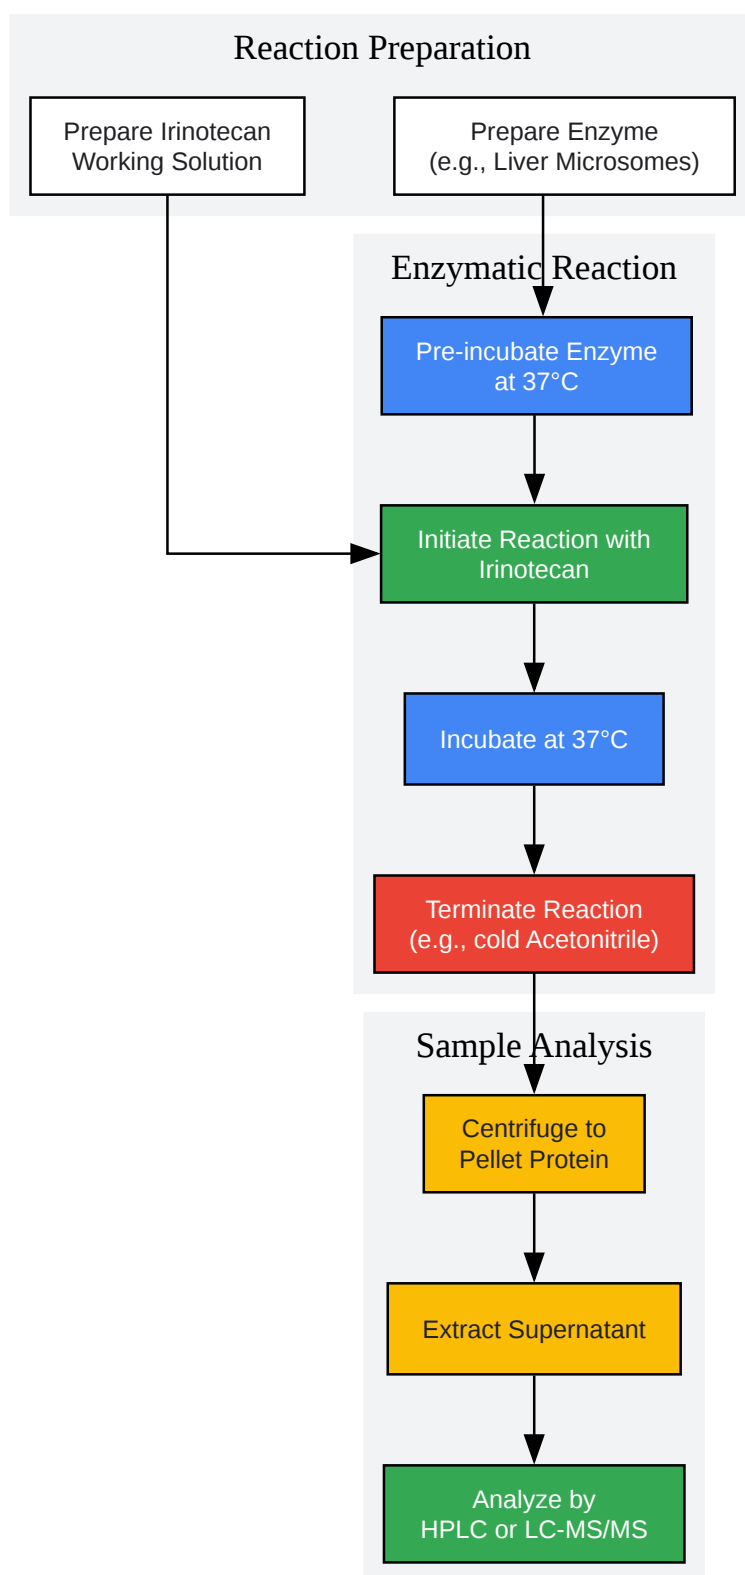 Reaction Preparation
Prepare Irinotecan
Working Solution
Prepare Enzyme
(e.g., Liver Microsomes)
Enzymatic Reaction
Pre-incubate Enzyme
at 37°C
Initiate Reaction with
Irinotecan
Incubate at 37°C
Terminate Reaction
(e.g., cold Acetonitrile)
Sample Analysis
Centrifuge to
Pellet Protein
Extract Supernatant
Analyze by
HPLC or LC-MS/MS